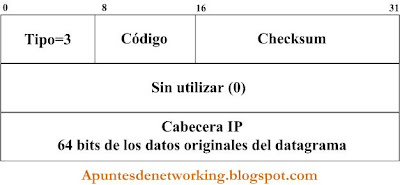 0 8 16 31
Tipo=3 Código Checksum
Sin utilizar (0)
Cabecera IP
64 bits de los datos originales del datagrama
Apuntesdenetworking.blogspot.com